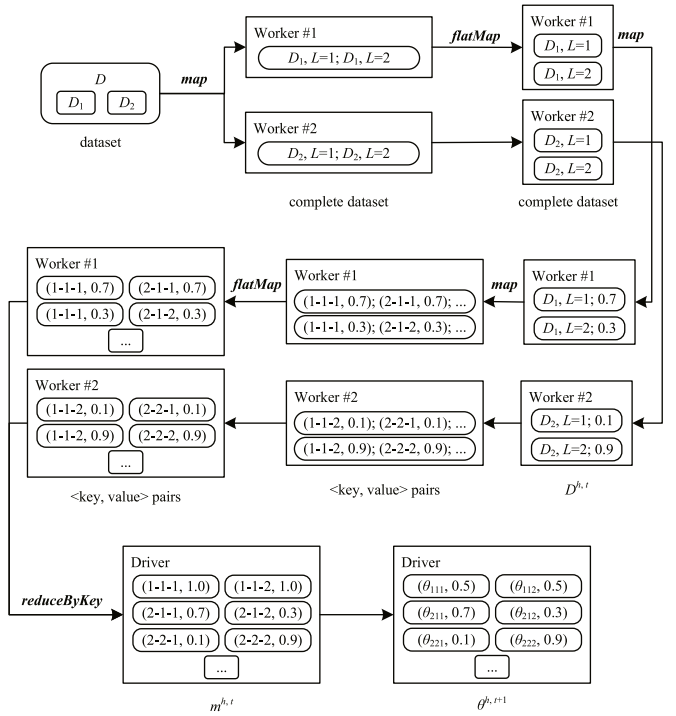 Worker #1
D₁, L=1; D₁, L=2
flatMap
Worker #1
D₁, L=1
D₁, L=2
map
D
D₁ D₂
dataset
map
Worker #2
D₂, L=1; D₂, L=2
complete dataset
Worker #2
D₂, L=1
D₂, L=2
complete dataset
Worker #1
(1-1-1, 0.7) (2-1-1, 0.7)
(1-1-1, 0.3) (2-1-2, 0.3)
...
flatMap
Worker #1
(1-1-1, 0.7); (2-1-1, 0.7); ...
(1-1-1, 0.3); (2-1-2, 0.3); ...
map
Worker #1
D₁, L=1; 0.7
D₁, L=2; 0.3
Worker #2
(1-1-2, 0.1) (2-2-1, 0.1)
(1-1-2, 0.9) (2-2-2, 0.9)
...
<key, value> pairs
Worker #2
(1-1-2, 0.1); (2-2-1, 0.1); ...
(1-1-2, 0.9); (2-2-2, 0.9); ...
<key, value> pairs
Worker #2
D₂, L=1; 0.1
D₂, L=2; 0.9
D^{h, t}
reduceByKey
Driver
(1-1-1, 1.0) (1-1-2, 1.0)
(2-1-1, 0.7) (2-1-2, 0.3)
(2-2-1, 0.1) (2-2-2, 0.9)
...
m^{h, t}
Driver
(θ₁₁₁, 0.5) (θ₁₁₂, 0.5)
(θ₂₁₁, 0.7) (θ₂₁₂, 0.3)
(θ₂₂₁, 0.1) (θ₂₂₂, 0.9)
...
θ^{h, t+1}